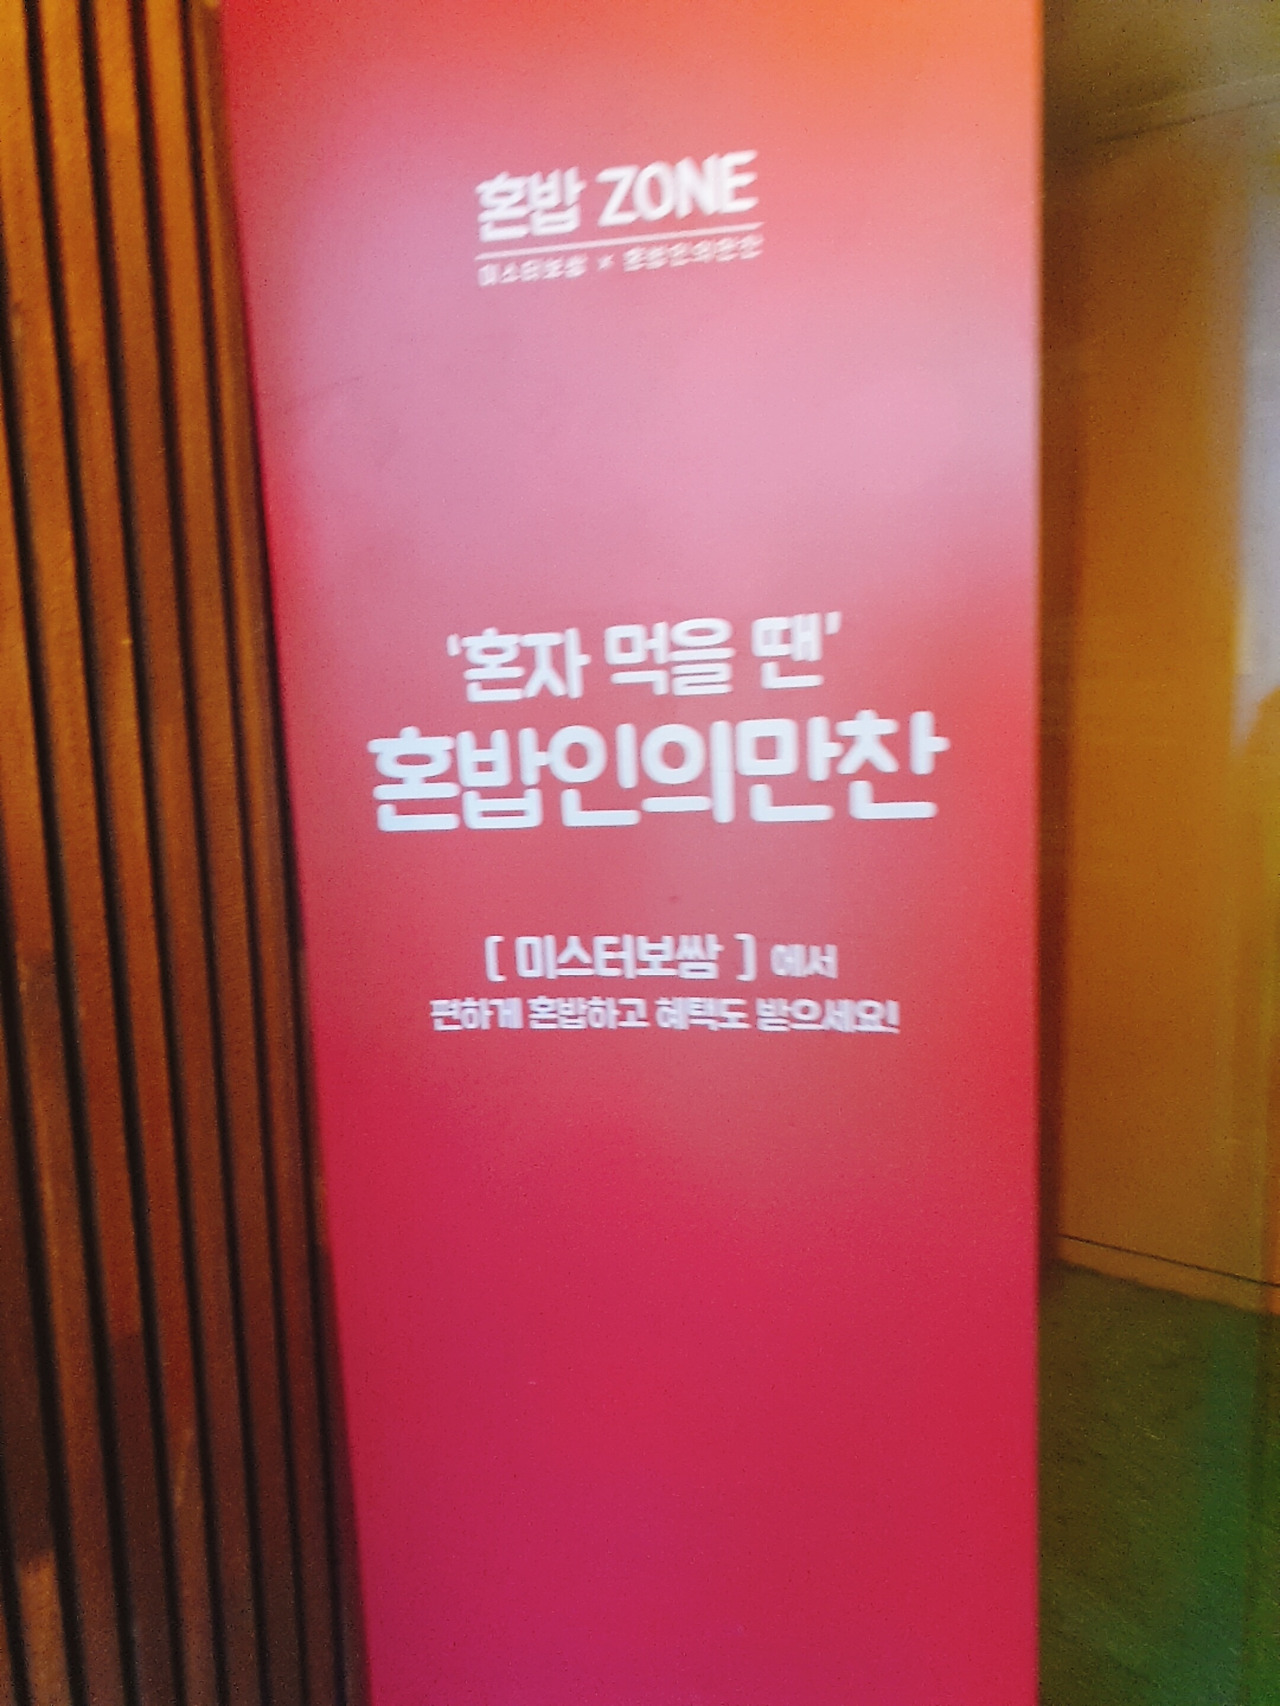 혼밥 ZONE
미스터보쌈 × 혼밥인의만찬
'혼자 먹을 땐'
혼밥인의만찬
[ 미스터보쌈 ] 에서
편하게 혼밥하고 혜택도 받으세요!